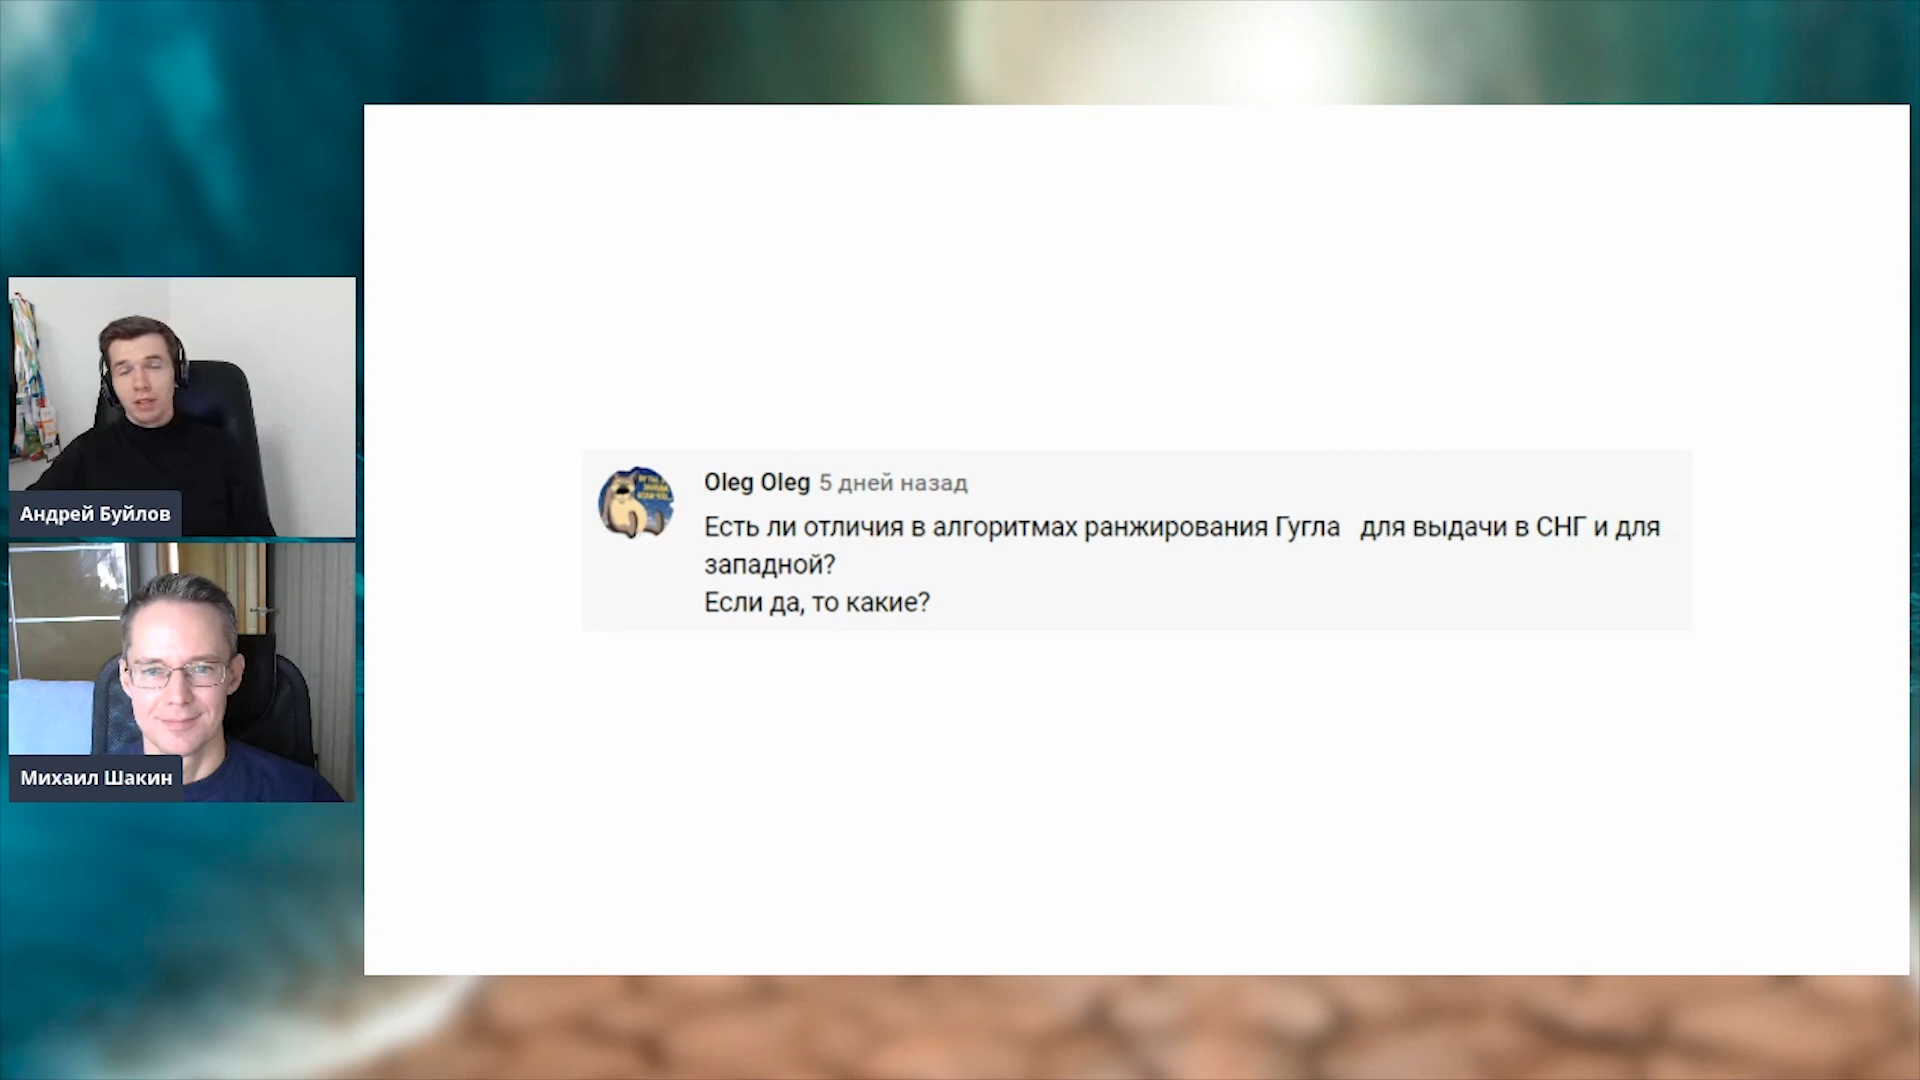 Андрей Буйлов
Михаил Шакин
Oleg Oleg 5 дней назад
Есть ли отличия в алгоритмах ранжирования Гугла для выдачи в СНГ и для
западной?
Если да, то какие?